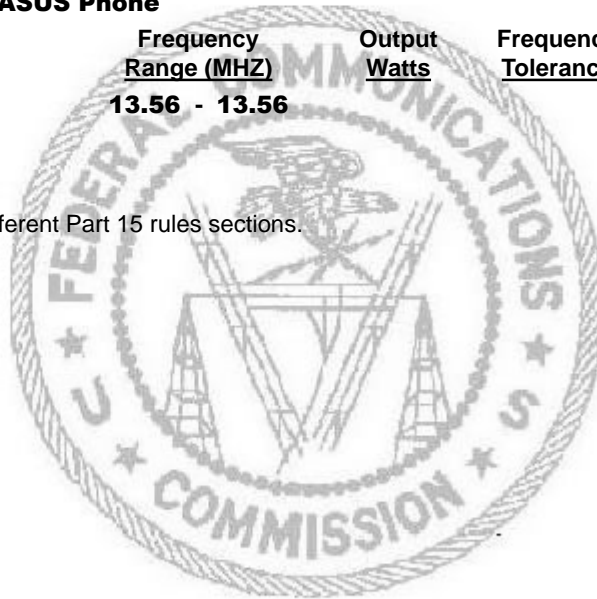 ASUS Phone
Frequency Output Frequenc
Range (MHZ) Watts Toleranc
13.56 - 13.56
ferent Part 15 rules sections.
FEDERAL COMMUNICATIONS
U S
COMMISSION